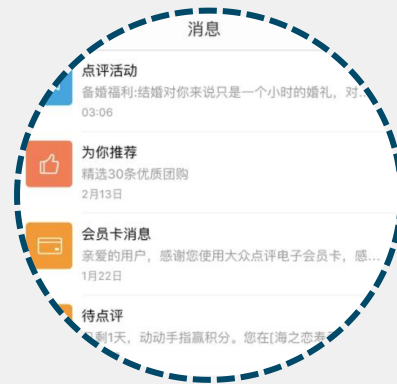 消息
点评活动
备婚福利:结婚对你来说只是一个小时的婚礼，对...
03:06
为你推荐
精选30条优质团购
2月13日
会员卡消息
亲爱的用户，感谢您使用大众点评电子会员卡，感...
1月22日
待点评
只剩1天，动动手指赢积分。您在[海之恋寿